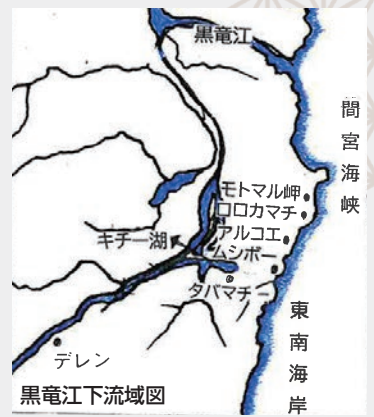 黒竜江
間宮海峡
モトマル岬
コロカマチ
アルコエ
キチー湖
ムシボー
タバマチー
東南海岸
デレン
黒竜江下流域図